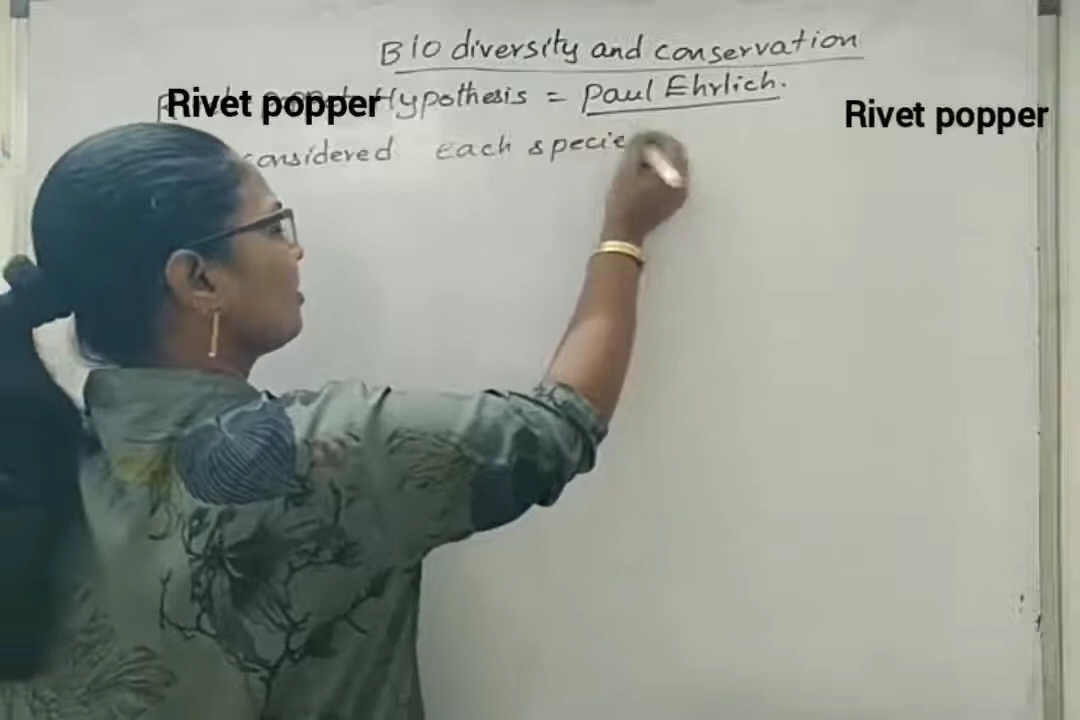 BIO diversity and conservation
Rivet popper Hypothesis = Paul Ehrlich.
Rivet popper
considered each specie